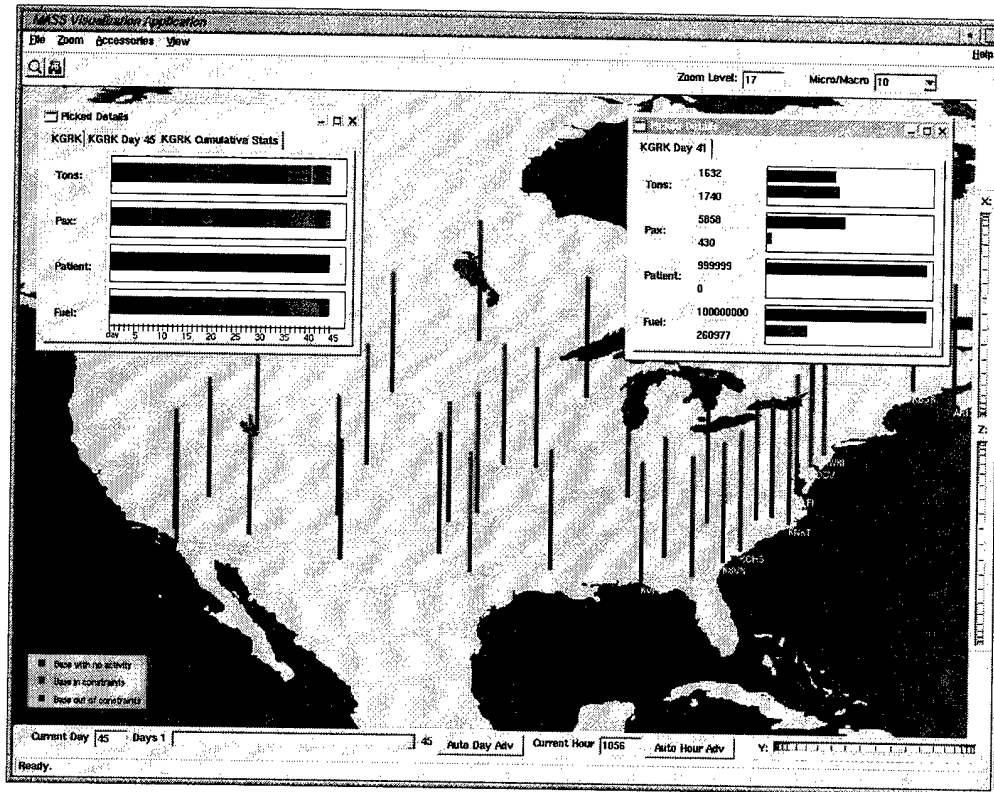 MASS Visualization Application
File Zoom Accessories View
Help
Zoom Level: 17 Micro/Macro 10
Picked Details
KGRK KGRK Day 45 KGRK Cumulative Stats
Tons:
Pax:
Patient:
Fuel:
day 5 10 15 20 25 30 35 40 45
KGRK Day 41
Tons: 1632
1740
Pax: 5858
430
Patient: 999999
0
Fuel: 100000000
260977
X:
Z:
KNKT
KCHS
Base with no activity
Base in constraints
Base out of constraints
Current Day 45 Days 1 45 Auto Day Adv Current Hour 1056 Auto Hour Adv Y:
Ready.